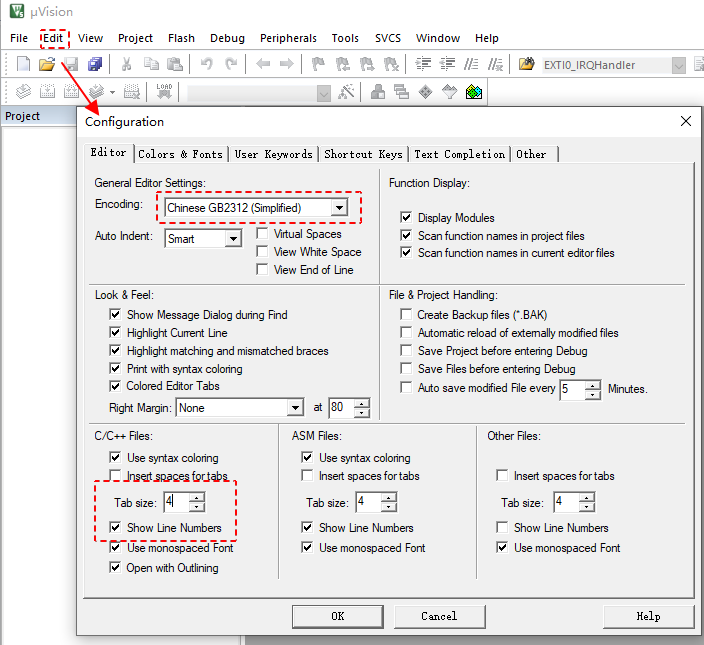 µVision
File Edit View Project Flash Debug Peripherals Tools SVCS Window Help
EXTI0_IRQHandler
LOAD
Project
Configuration
Editor Colors & Fonts User Keywords Shortcut Keys Text Completion Other
General Editor Settings:
Encoding: Chinese GB2312 (Simplified)
Auto Indent: Smart
Virtual Spaces
View White Space
View End of Line
Function Display:
Display Modules
Scan function names in project files
Scan function names in current editor files
Look & Feel:
Show Message Dialog during Find
Highlight Current Line
Highlight matching and mismatched braces
Print with syntax coloring
Colored Editor Tabs
Right Margin: None at 80
File & Project Handling:
Create Backup files (*.BAK)
Automatic reload of externally modified files
Save Project before entering Debug
Save Files before entering Debug
Auto save modified File every 5 Minutes.
C/C++ Files:
Use syntax coloring
Insert spaces for tabs
Tab size: 4
Show Line Numbers
Use monospaced Font
Open with Outlining
ASM Files:
Use syntax coloring
Insert spaces for tabs
Tab size: 4
Show Line Numbers
Use monospaced Font
Other Files:
Insert spaces for tabs
Tab size: 4
Show Line Numbers
Use monospaced Font
OK Cancel Help